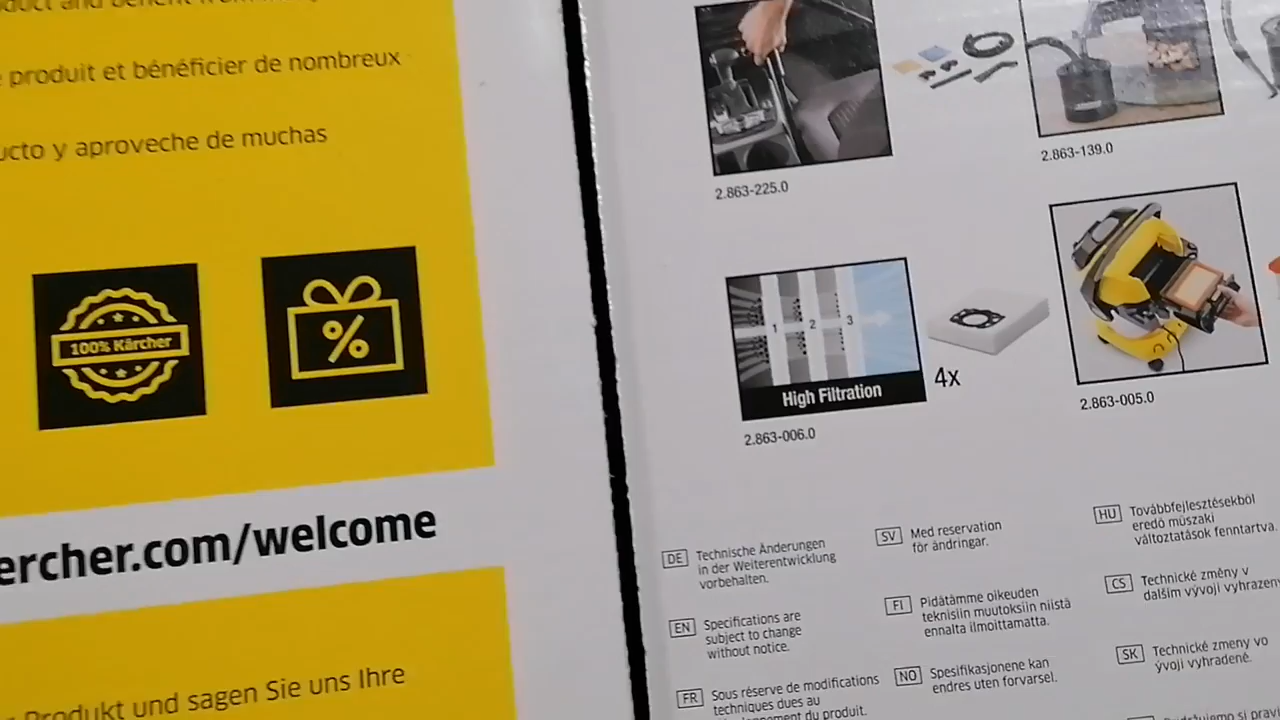 produit et bénéficier de nombreux
y aproveche de muchas
100% Kärcher
%
ercher.com/welcome
Produkt und sagen Sie uns Ihre
2.863-225.0
2.863-139.0
1 2 3
High Filtration
4x
2.863-006.0
2.863-005.0
DE Technische Änderungen
in der Weiterentwicklung
vorbehalten.
EN Specifications are
subject to change
without notice.
FR Sous réserve de modifications
techniques dues au
du produit.
SV Med reservation
för ändringar.
FI Pidätämme oikeuden
teknisiin muutoksiin niistä
ennalta ilmoittamatta.
NO Spesifikasjonene kan
endres uten forvarsel.
HU Továbbfejlesztésekből
eredő műszaki
változtatások fenntartva.
CS Technické změny v
dalším vývoji
SK Technické zmeny vo
vývoji vyhradené.